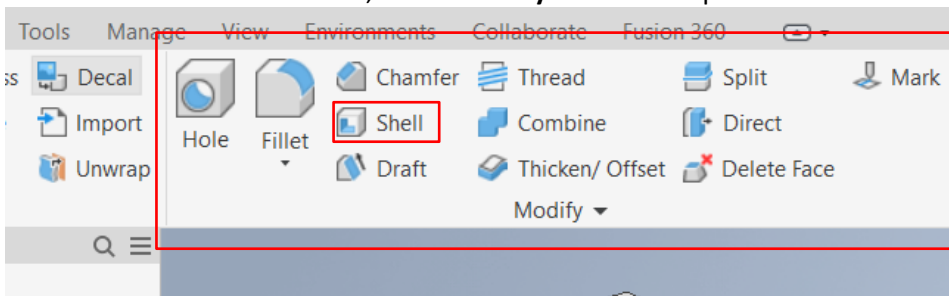 Tools Manage View Environments Collaborate Fusion 360
ss Decal Chamfer Thread Split Mark
Import Hole Fillet Shell Combine Direct
Unwrap Draft Thicken/ Offset Delete Face
Modify